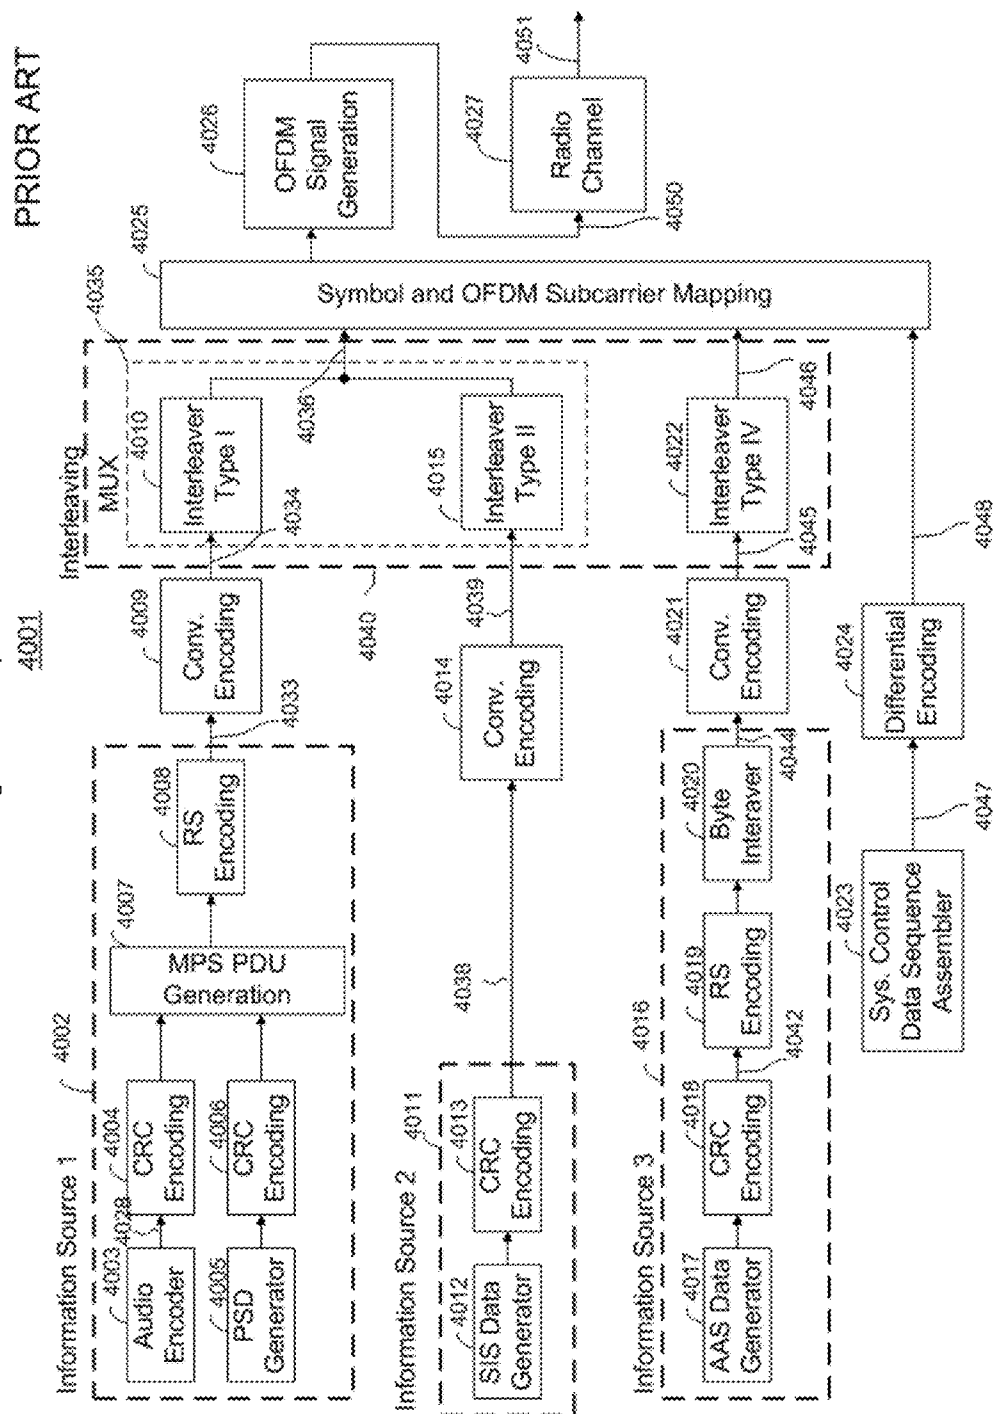 PRIOR ART
4001
Information Source 1
4002
4003
Audio
Encoder
4028
4004
CRC
Encoding
4005
PSD
Generator
4006
CRC
Encoding
4007
MPS PDU
Generation
4008
RS
Encoding
4033
4009
Conv.
Encoding
4034
Interleaving
MUX
4010
Interleaver
Type I
4035
4036
4040
Information Source 2
4011
4012
SIS Data
Generator
4013
CRC
Encoding
4038
4014
Conv.
Encoding
4039
4015
Interleaver
Type II
Information Source 3
4016
4017
AAS Data
Generator
4018
CRC
Encoding
4042
4019
RS
Encoding
4020
Byte
Interaver
4044
4021
Conv.
Encoding
4045
4022
Interleaver
Type IV
4046
4023
Sys. Control
Data Sequence
Assembler
4047
4024
Differential
Encoding
4048
4025
Symbol and OFDM Subcarrier Mapping
4026
OFDM
Signal
Generation
4027
Radio
Channel
4050
4051